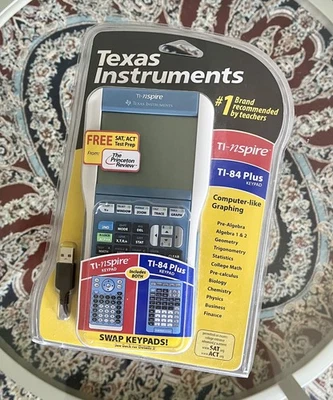 Texas
Instruments
TI-nspire
TEXAS INSTRUMENTS
#1 Brand
recommended
by teachers
FREE SAT, ACT
Test Prep
From:
The
Princeton
Review
TI-nspire
KEYPAD
TI-84 Plus
KEYPAD
Computer-like
Graphing
Pre-Algebra
Algebra 1 & 2
Geometry
Trigonometry
Statistics
College Math
Pre-calculus
Biology
Chemistry
Physics
Business
Finance
TI-nspire
KEYPAD
Includes
BOTH
TI-84 Plus
KEYPAD
SWAP KEYPADS!
SAT
ACT